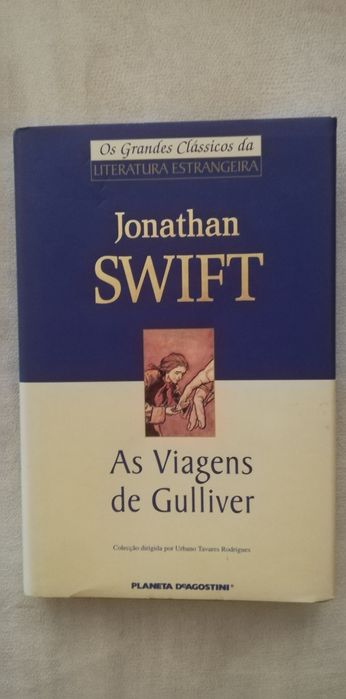 Os Grandes Clássicos da
LITERATURA ESTRANGEIRA
Jonathan
SWIFT
As Viagens
de Gulliver
Colecção dirigida por Urbano Tavares Rodrigues
PLANETA DeAGOSTINI®